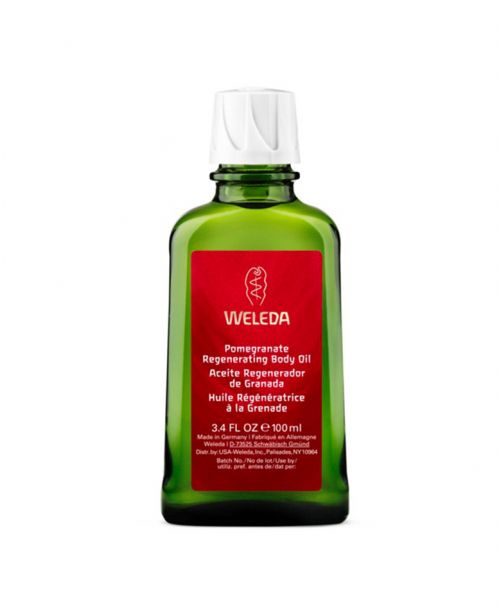 WELEDA
Pomegranate
Regenerating Body Oil
Aceite Regenerador
de Granada
Huile Régénératrice
à la Grenade
3.4 FL OZ ℮ 100 ml
Made in Germany | Fabriqué en Allemagne
Weleda | D-73525 Schwäbisch Gmünd
Distr.by:USA-Weleda,Inc.,Palisades,NY10964
Batch No./No de lot/Use by/
utiliz. pref. antes de/dat per: